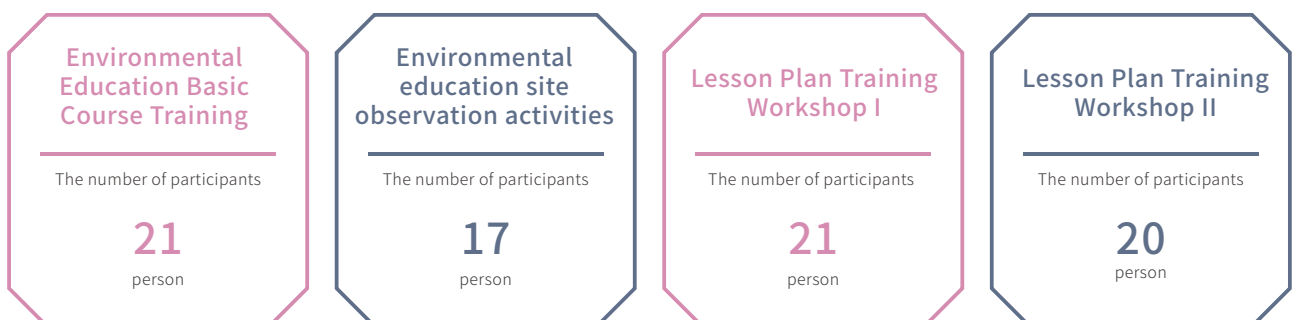 Environmental
Education Basic
Course Training
The number of participants
21
person
Environmental
education site
observation activities
The number of participants
17
person
Lesson Plan Training
Workshop I
The number of participants
21
person
Lesson Plan Training
Workshop II
The number of participants
20
person